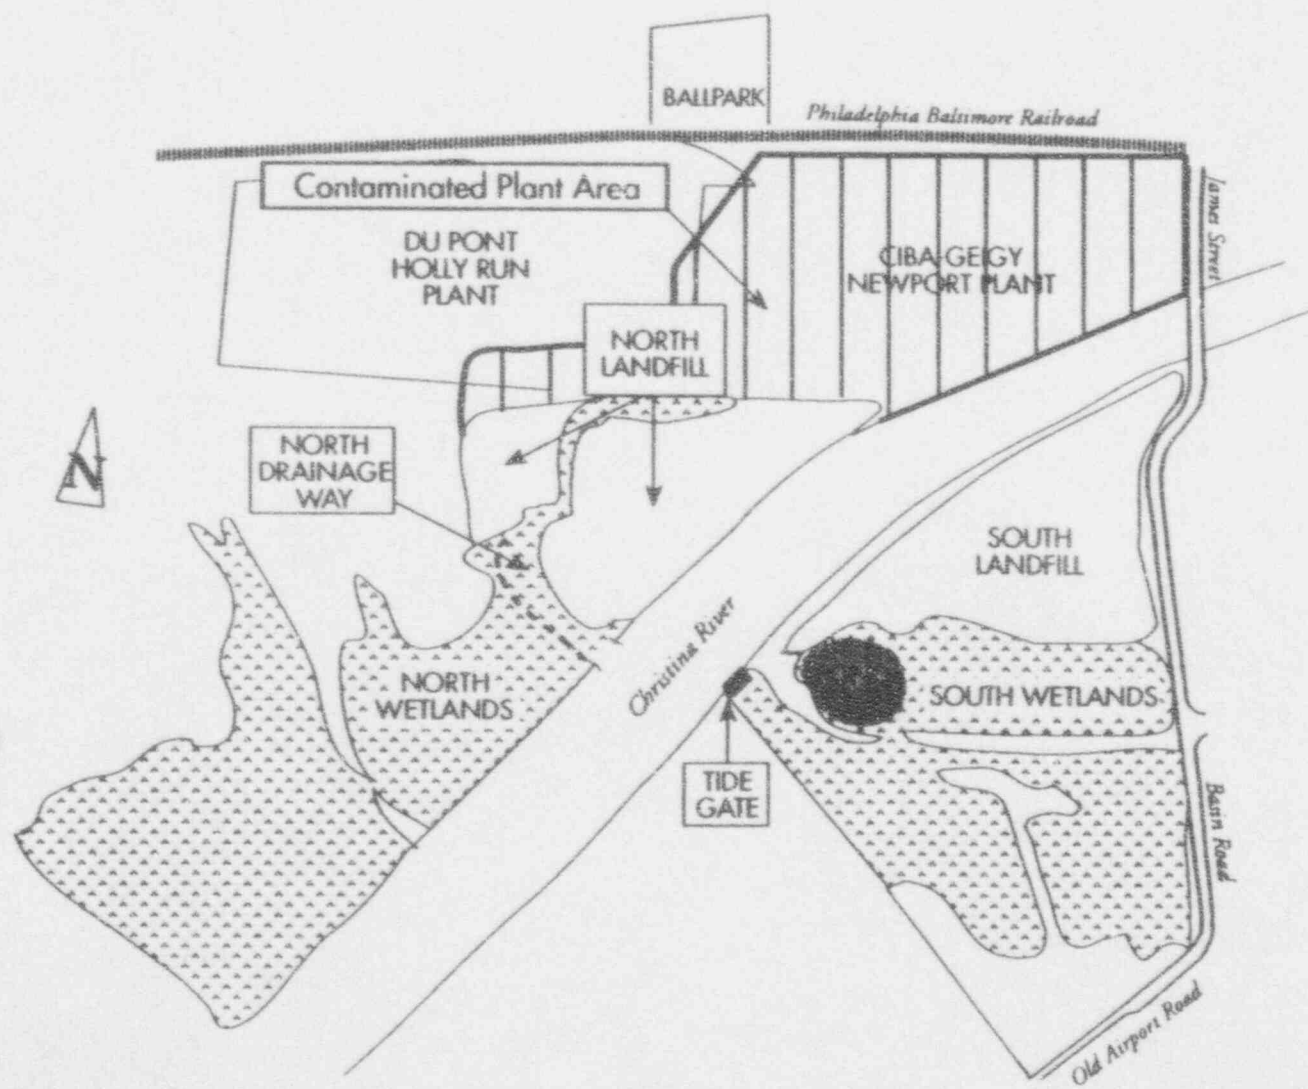 BALLPARK
Philadelphia Baltimore Railroad
Contaminated Plant Area
James Street
DU PONT
HOLLY RUN
PLANT
CIBA-GEIGY
NEWPORT PLANT
NORTH
LANDFILL
N
NORTH
DRAINAGE
WAY
SOUTH
LANDFILL
Christina River
NORTH
WETLANDS
SOUTH WETLANDS
TIDE
GATE
Basin Road
Old Airport Road